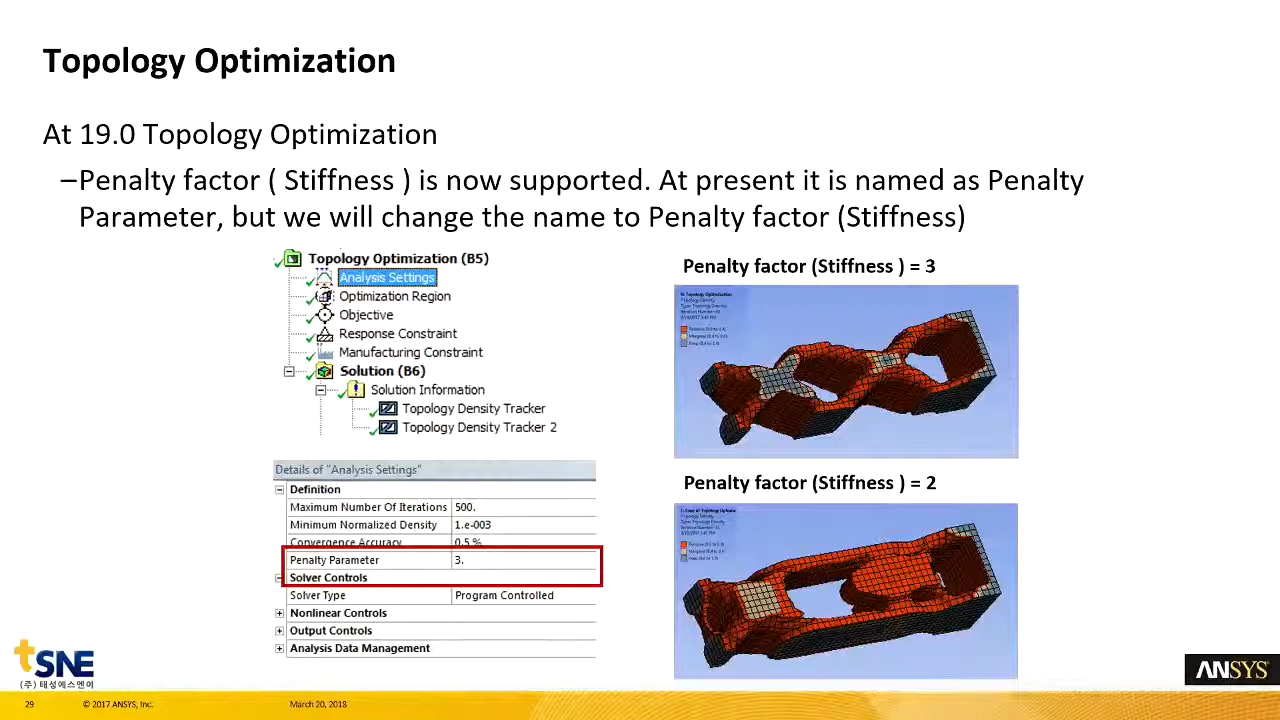 Topology Optimization
At 19.0 Topology Optimization
–Penalty factor ( Stiffness ) is now supported. At present it is named as Penalty
Parameter, but we will change the name to Penalty factor (Stiffness)
Topology Optimization (B5)
Analysis Settings
Optimization Region
Objective
Response Constraint
Manufacturing Constraint
Solution (B6)
Solution Information
Topology Density Tracker
Topology Density Tracker 2
Details of "Analysis Settings"
Definition
Maximum Number Of Iterations 500.
Minimum Normalized Density 1.e-003
Convergence Accuracy 0.5 %
Penalty Parameter 3.
Solver Controls
Solver Type Program Controlled
Nonlinear Controls
Output Controls
Analysis Data Management
Penalty factor (Stiffness ) = 3
Penalty factor (Stiffness ) = 2
tSNE
(주) 태성에스엔이
ANSYS
29 © 2017 ANSYS, Inc. March 20, 2018